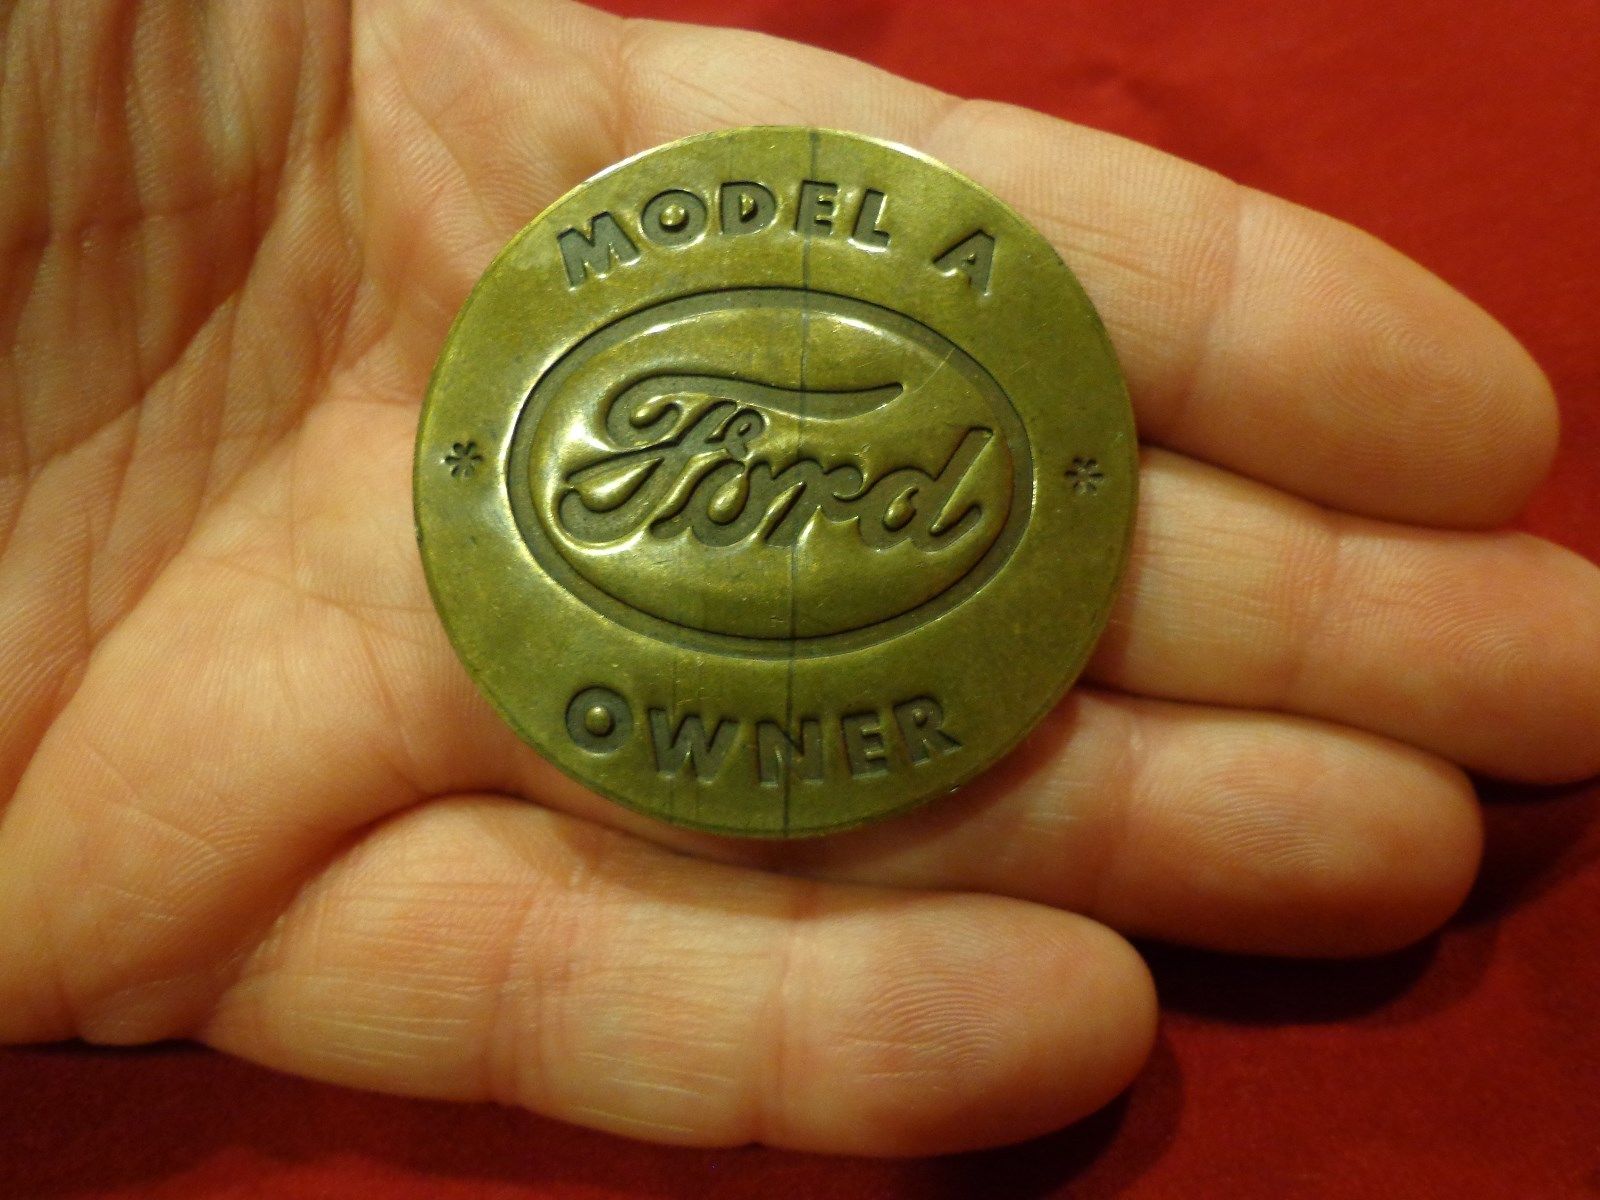 MODEL A
Ford
* *
OWNER